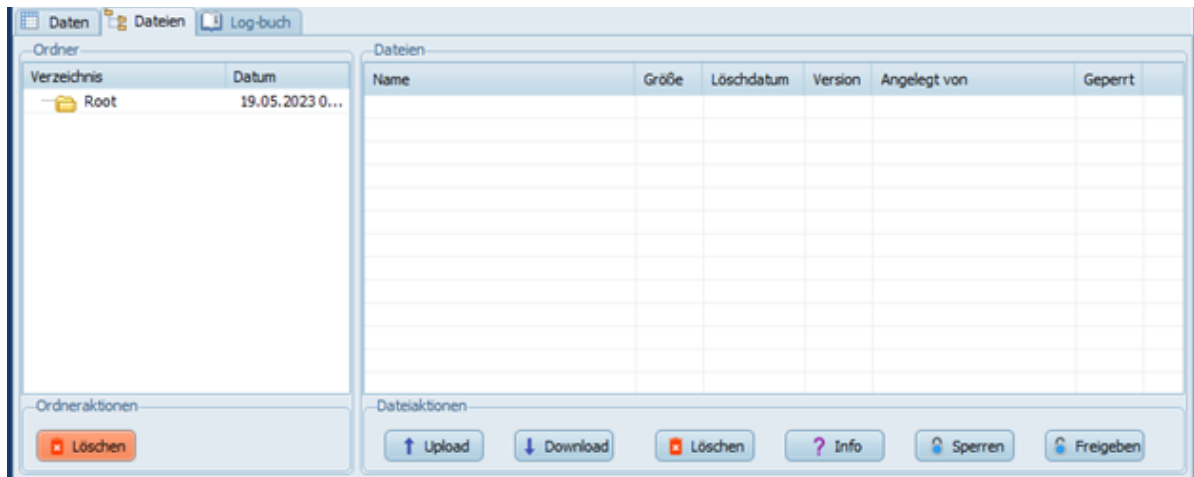 Daten Dateien Log-buch
Ordner
Verzeichnis Datum
Root 19.05.2023 0...
Ordneraktionen
Löschen
Dateien
Name Größe Löschdatum Version Angelegt von Geperrt
Dateiaktionen
Upload Download Löschen ? Info Sperren Freigeben